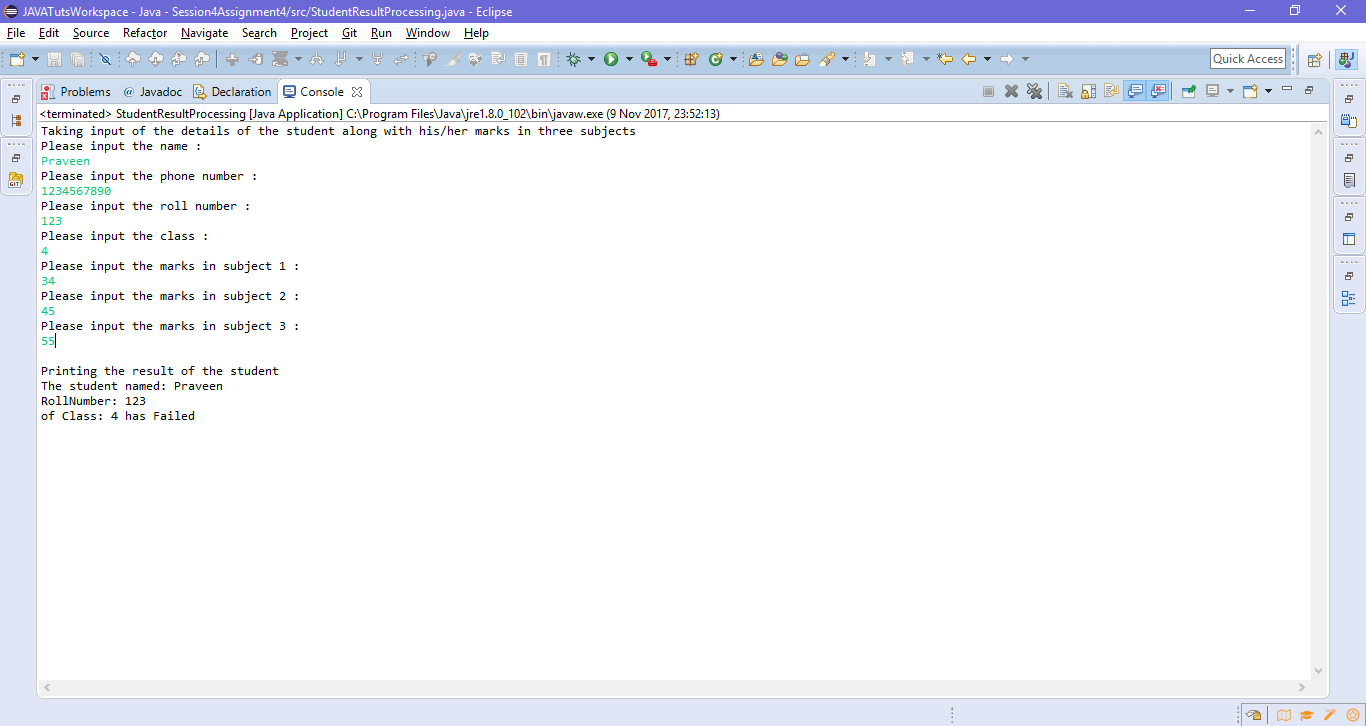 JAVATutsWorkspace - Java - Session4Assignment4/src/StudentResultProcessing.java - Eclipse
File Edit Source Refactor Navigate Search Project Git Run Window Help
Quick Access
Problems @ Javadoc Declaration Console
<terminated> StudentResultProcessing [Java Application] C:\Program Files\Java\jre1.8.0_102\bin\javaw.exe (9 Nov 2017, 23:52:13)
Taking input of the details of the student along with his/her marks in three subjects
Please input the name :
Praveen
Please input the phone number :
1234567890
Please input the roll number :
123
Please input the class :
4
Please input the marks in subject 1 :
34
Please input the marks in subject 2 :
45
Please input the marks in subject 3 :
55
Printing the result of the student
The student named: Praveen
RollNumber: 123
of Class: 4 has Failed
GIT